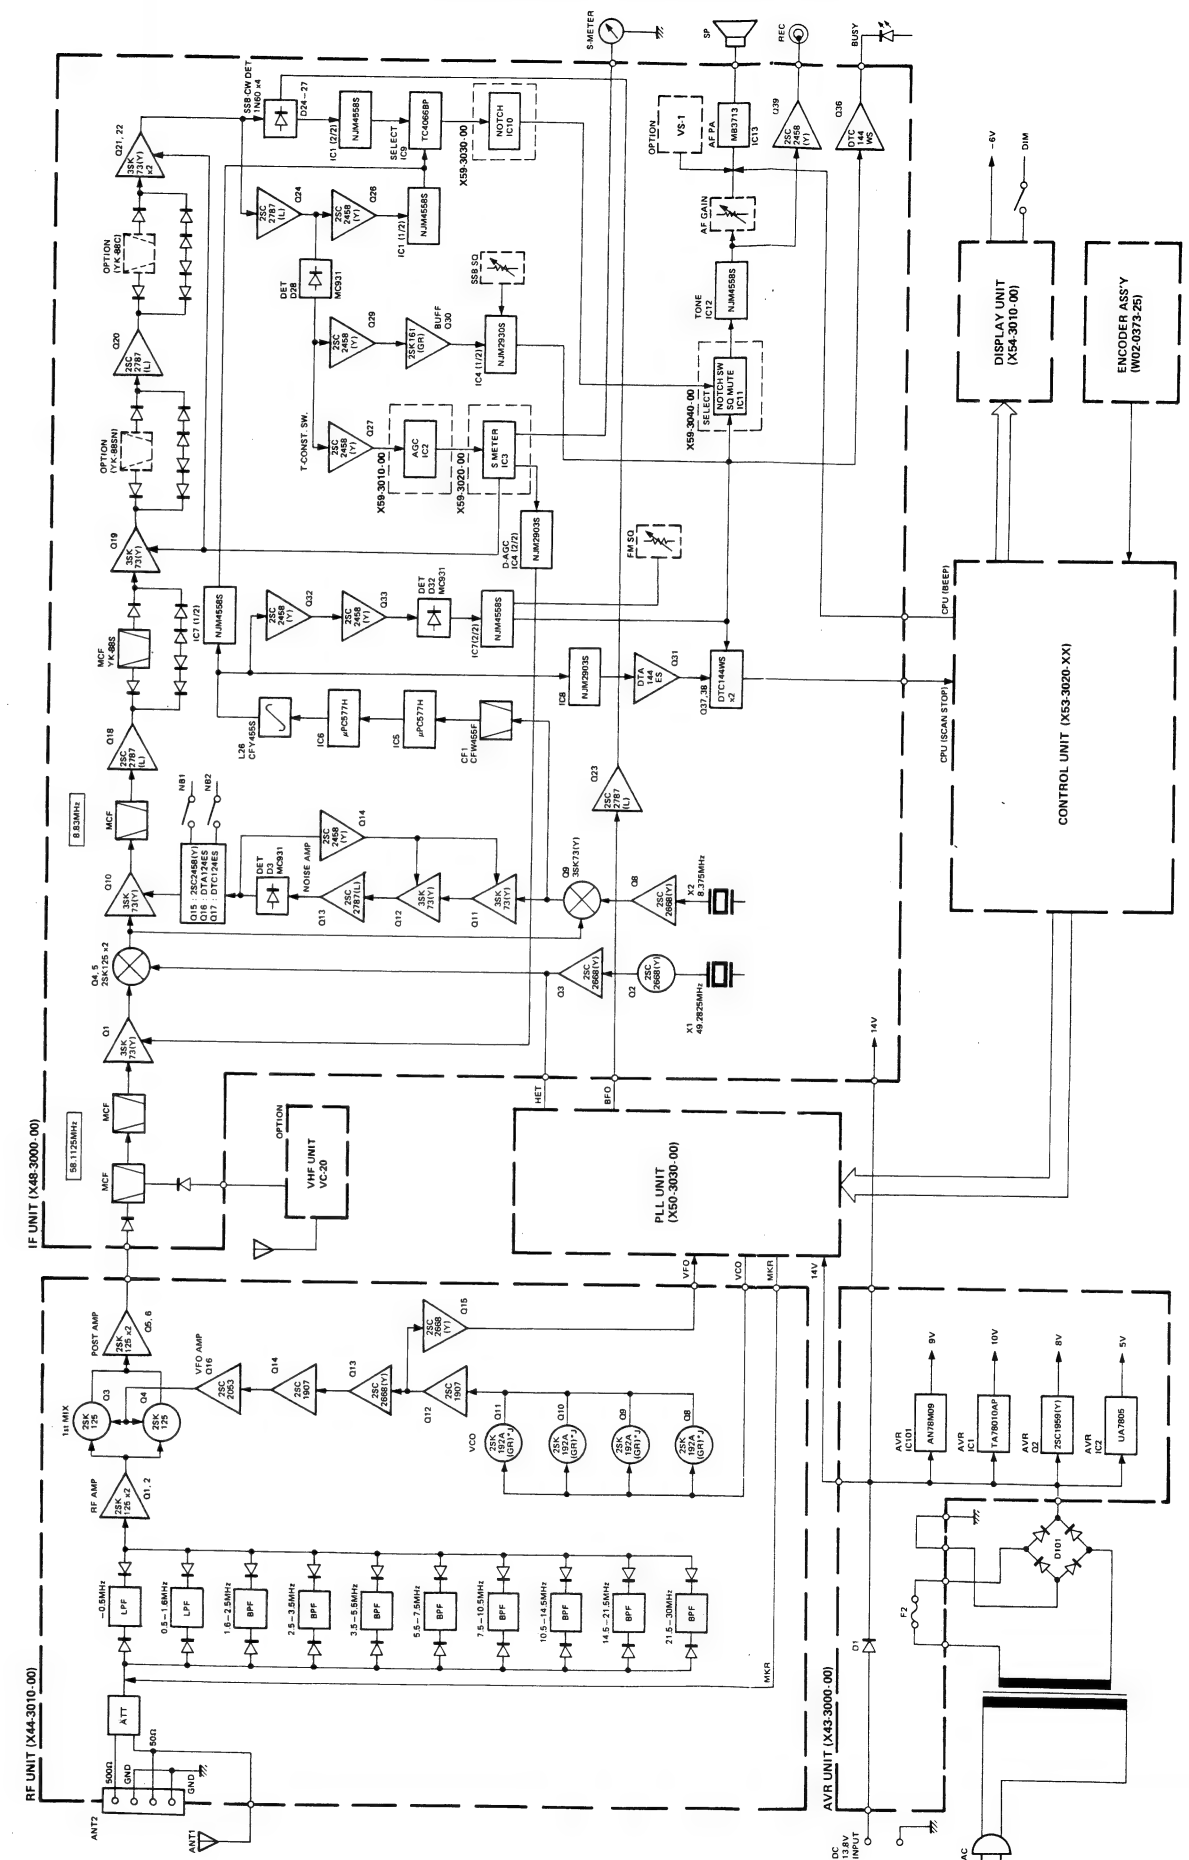 RF UNIT (X44-3010-00)
ANT2
500Ω
GND
50Ω
GND
ANT1
ATT
-0.5MHz
LPF
0.5-1.6MHz
LPF
1.6-2.5MHz
BPF
2.5-3.5MHz
BPF
3.5-5.5MHz
BPF
5.5-7.5MHz
BPF
7.5-10.5MHz
BPF
10.5-14.5MHz
BPF
14.5-21.5MHz
BPF
21.5-30MHz
BPF
MKR
RF AMP
2SK
125 x2
Q1,2
1st MIX
2SK
125
Q3
2SK
125
Q4
POST AMP
2SK
125 x2
Q5, 6
VFO AMP
Q16
2SC
2053
Q14
2SC
1907
Q13
2SC
2668(Y)
Q12
2SC
1907
2SC
2668
(Y)
Q15
VCO
Q11
2SK
192A
(GR)*J
Q10
2SK
192A
(GR)*J
Q9
2SK
192A
(GR)*J
Q8
2SK
192A
(GR)*J
VFO
VCO
MKR
14V
IF UNIT (X48-3000-00)
58.1125MHz
MCF
MCF
OPTION
VHF UNIT
VC-20
Q1
3SK
73(Y)
Q4, 5
2SK125 x2
Q10
3SK
73(Y)
8.83MHz
MCF
Q18
2SC
2787
(L)
MCF
YK-88S
Q19
3SK
73(Y)
OPTION
(YK-88SN)
Q20
2SC
2787
(L)
OPTION
(YK-88C)
Q21, 22
3SK
73(Y)
x2
SSB·CW DET
1N60 x4
D24-27
NB1
NB2
Q15 : 2SC2458(Y)
Q16 : DTA124ES
Q17 : DTC124ES
DET
D3
MC931
NOISE AMP
2SC
2458
(Y)
Q14
2SC
2787(L)
Q13
3SK
73(Y)
Q12
3SK
73(Y)
Q11
Q9
3SK73(Y)
2SC
2668(Y)
Q8
X2
8.375MHz
2SC
2668(Y)
Q3
2SC
2668(Y)
Q2
X1
49.2825MHz
HET
BFO
2SC
2787
(L)
Q23
IC7 (1/2)
NJM4558S
L26
CFY455S
IC6
μPC577H
IC5
μPC577H
CF1
CFW455F
2SC
2458
(Y)
Q32
2SC
2458
(Y)
Q33
DET
D32
MC931
IC7(2/2)
NJM4558S
IC8
NJM2903S
DTA
144
ES
Q31
Q37,38
DTC144WS
x2
FM SQ
T-CONST. SW.
2SC
2458
(Y)
Q27
X59-3010-00
AGC
IC2
X59-3020-00
S METER
IC3
D-AGC
IC4 (2/2)
NJM2903S
DET
D28
MC931
2SC
2458
(Y)
Q29
BUFF
Q30
2SK161
(GR)
IC4 (1/2)
NJM2930S
SSB SQ
2SC
2787
(L)
Q24
2SC
2458
(Y)
Q26
IC1 (1/2)
NJM4558S
IC1 (2/2)
NJM4558S
SELECT
IC9
TC4066BP
X59-3030-00
NOTCH
IC10
X59-3040-00
SELECT
NOTCH SW
SQ MUTE
IC11
TONE
IC12
NJM4558S
AF GAIN
OPTION
VS-1
AF PA
MB3713
IC13
2SC
2458
(Y)
Q39
DTC
144
WS
Q36
S-METER
SP
REC
BUSY
PLL UNIT
(X50-3030-00)
CPU (BEEP)
CPU (SCAN STOP)
CONTROL UNIT (X53-3020-XX)
DISPLAY UNIT
(X54-3010-00)
-6V
DIM
ENCODER ASS'Y
(W02-0373-25)
14V
AVR UNIT (X43-3000-00)
DC
13.8V
INPUT
AC
D1
F2
D101
AVR
IC101
AN78M09
9V
AVR
IC1
TA78010AP
10V
AVR
Q2
2SC1959(Y)
8V
AVR
IC2
UA7805
5V